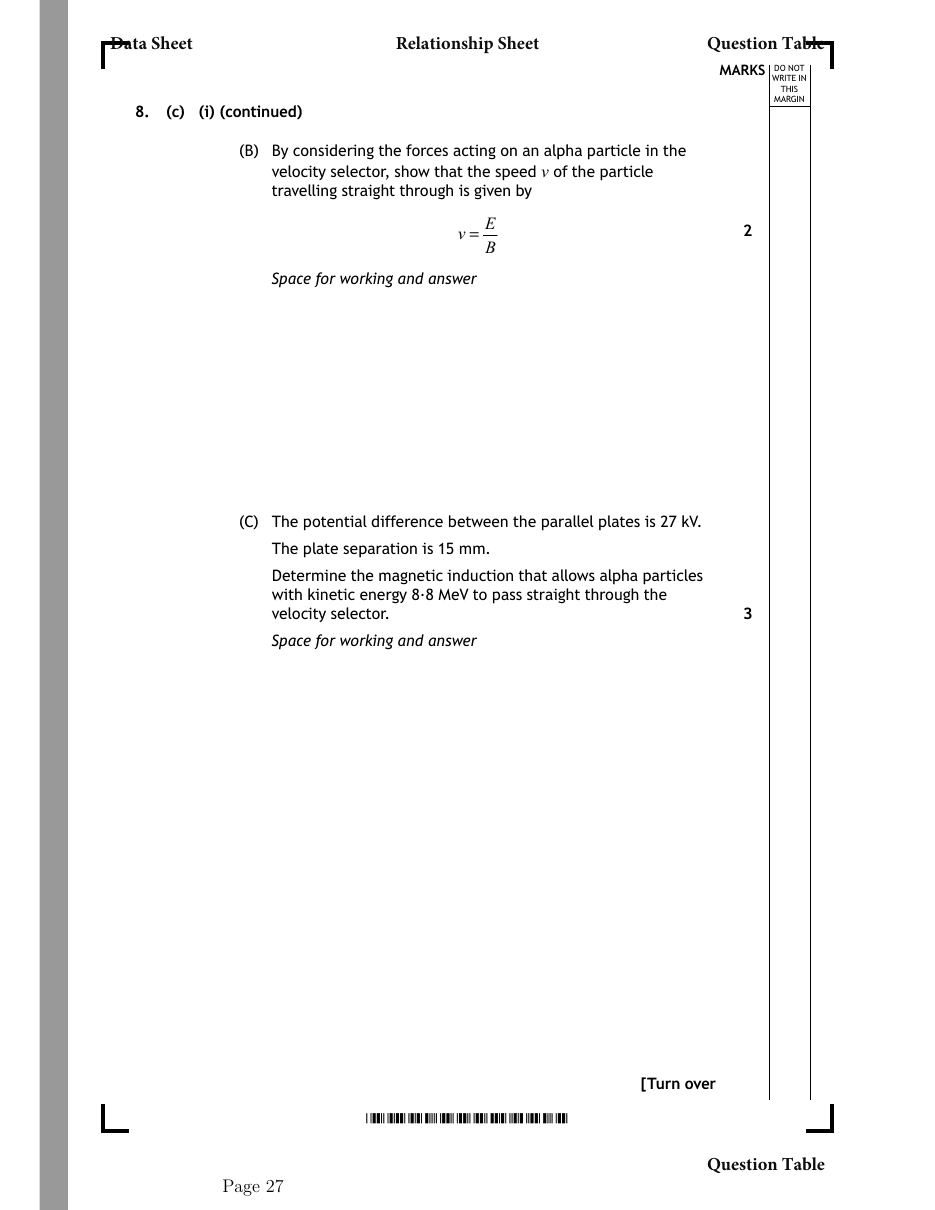 Data Sheet Relationship Sheet Question Table
MARKS
DO NOT
WRITE IN
THIS
MARGIN
8. (c) (i) (continued)
(B) By considering the forces acting on an alpha particle in the
velocity selector, show that the speed v of the particle
travelling straight through is given by
v = E/B
2
Space for working and answer
(C) The potential difference between the parallel plates is 27 kV.
The plate separation is 15 mm.
Determine the magnetic induction that allows alpha particles
with kinetic energy 8·8 MeV to pass straight through the
velocity selector. 3
Space for working and answer
[Turn over
Question Table
Page 27